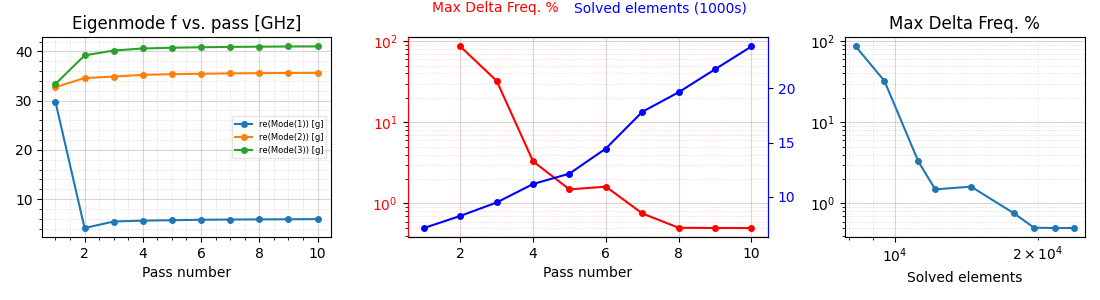 Eigenmode f vs. pass [GHz]
40
30
20
10
re(Mode(1)) [g]
re(Mode(2)) [g]
re(Mode(3)) [g]
2 4 6 8 10
Pass number
Max Delta Freq. % Solved elements (1000s)
10²
10¹
10⁰
20
15
10
2 4 6 8 10
Pass number
Max Delta Freq. %
10²
10¹
10⁰
10⁴ 2 × 10⁴
Solved elements